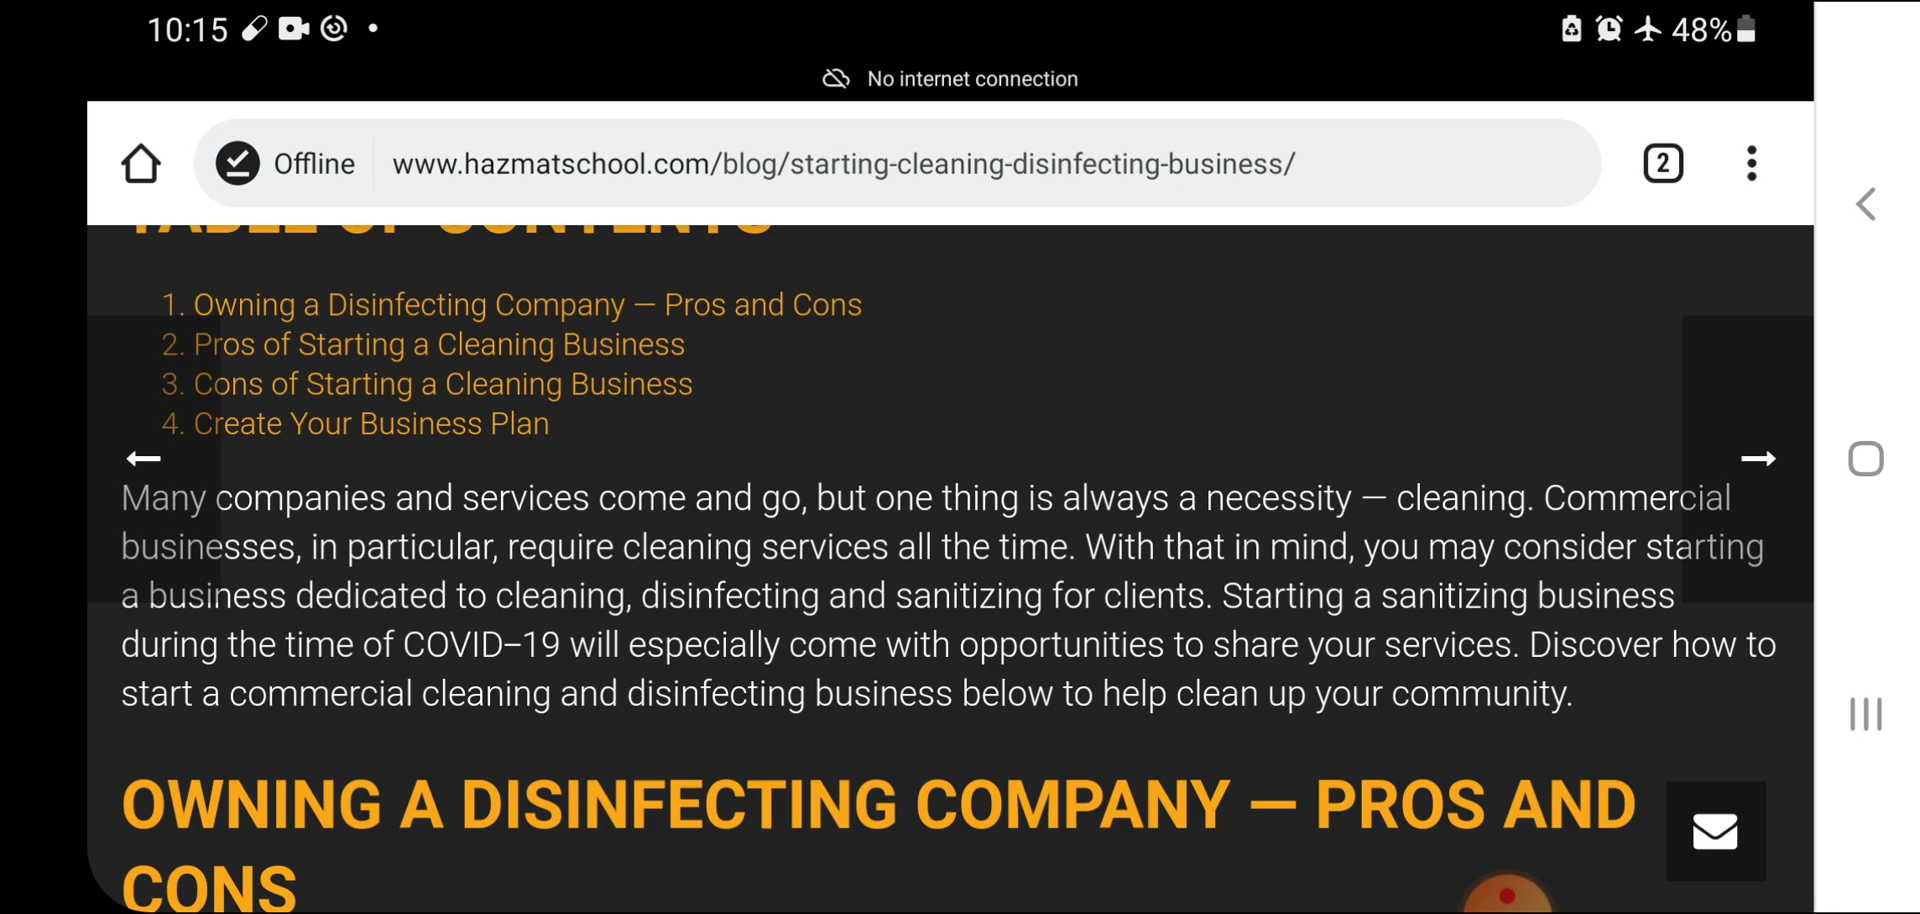 10:15
48%
No internet connection
Offline www.hazmatschool.com/blog/starting-cleaning-disinfecting-business/
2
TABLE OF CONTENTS
1. Owning a Disinfecting Company — Pros and Cons
2. Pros of Starting a Cleaning Business
3. Cons of Starting a Cleaning Business
4. Create Your Business Plan
Many companies and services come and go, but one thing is always a necessity — cleaning. Commercial
businesses, in particular, require cleaning services all the time. With that in mind, you may consider starting
a business dedicated to cleaning, disinfecting and sanitizing for clients. Starting a sanitizing business
during the time of COVID-19 will especially come with opportunities to share your services. Discover how to
start a commercial cleaning and disinfecting business below to help clean up your community.
OWNING A DISINFECTING COMPANY — PROS AND
CONS